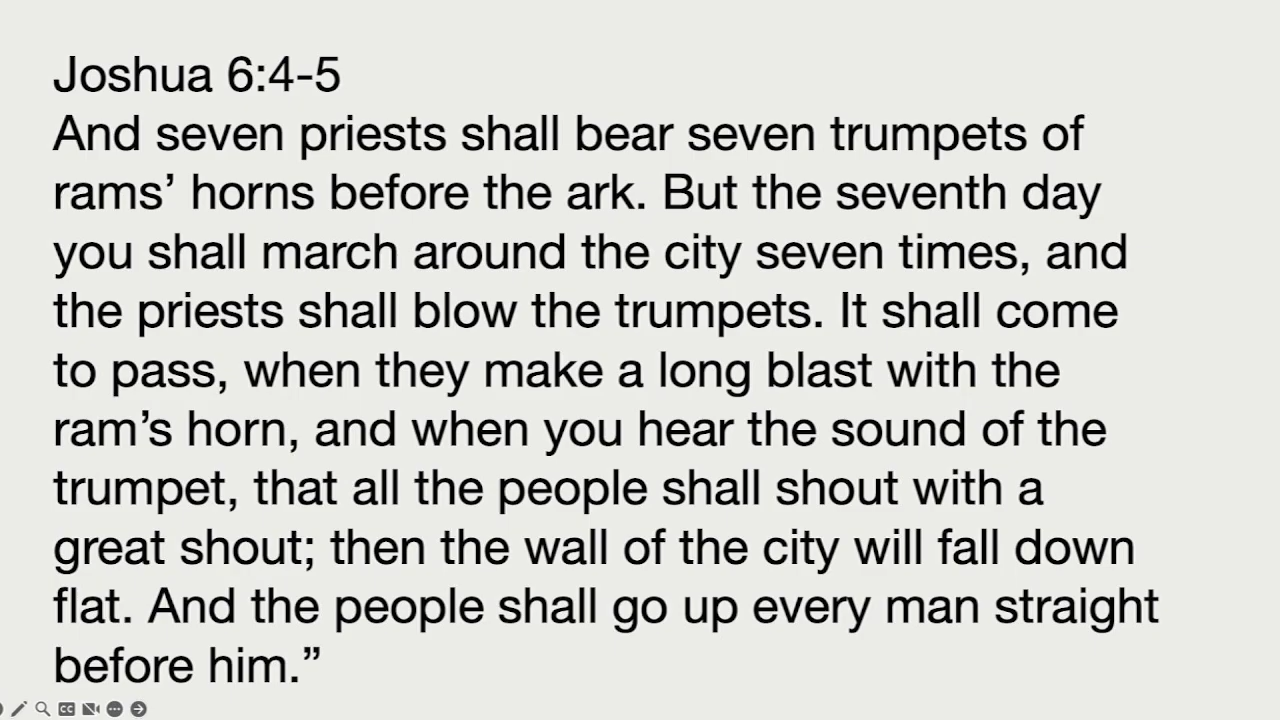 Joshua 6:4-5
And seven priests shall bear seven trumpets of
rams’ horns before the ark. But the seventh day
you shall march around the city seven times, and
the priests shall blow the trumpets. It shall come
to pass, when they make a long blast with the
ram’s horn, and when you hear the sound of the
trumpet, that all the people shall shout with a
great shout; then the wall of the city will fall down
flat. And the people shall go up every man straight
before him.”
CC